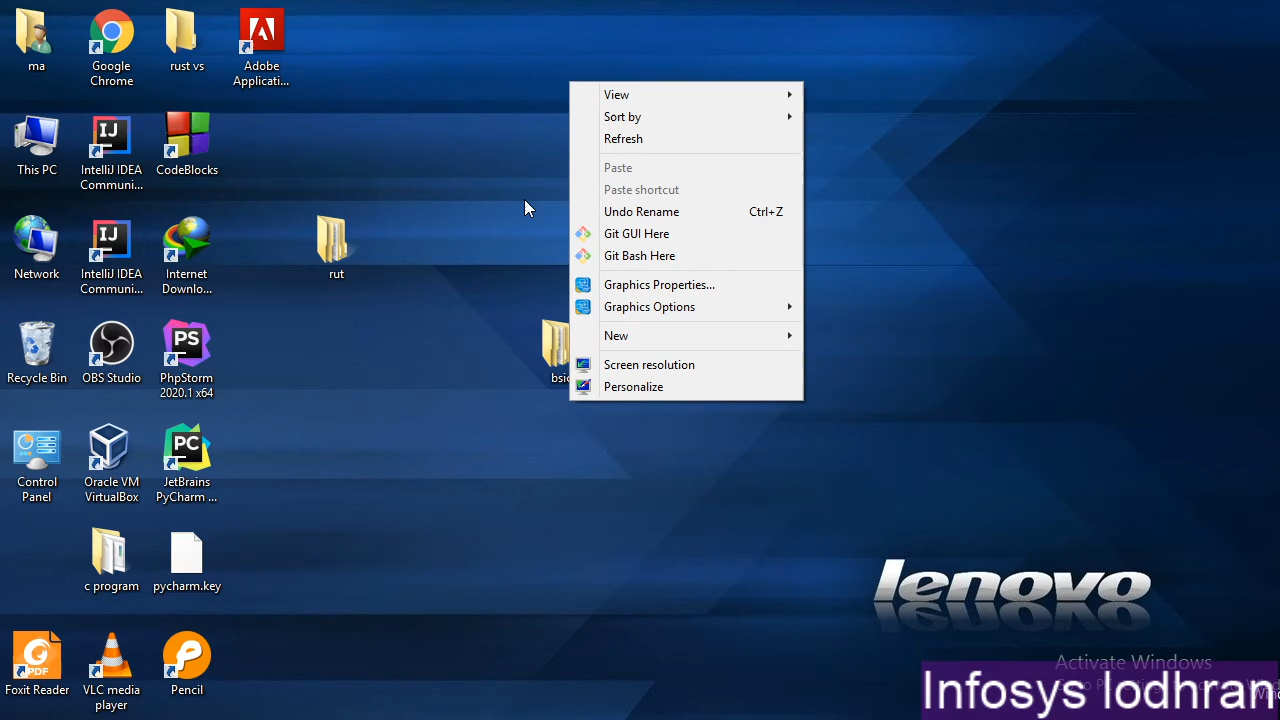 ma
Google
Chrome
rust vs
Adobe
Applicati...
This PC
IntelliJ IDEA
Communi...
CodeBlocks
Network
IntelliJ IDEA
Communi...
Internet
Downlo...
rut
Recycle Bin
OBS Studio
PhpStorm
2020.1 x64
Control
Panel
Oracle VM
VirtualBox
JetBrains
PyCharm ...
c program
pycharm.key
Foxit Reader
VLC media
player
Pencil
View
Sort by
Refresh
Paste
Paste shortcut
Undo Rename Ctrl+Z
Git GUI Here
Git Bash Here
Graphics Properties...
Graphics Options
New
Screen resolution
Personalize
lenovo
Activate Windows
Infosys lodhran